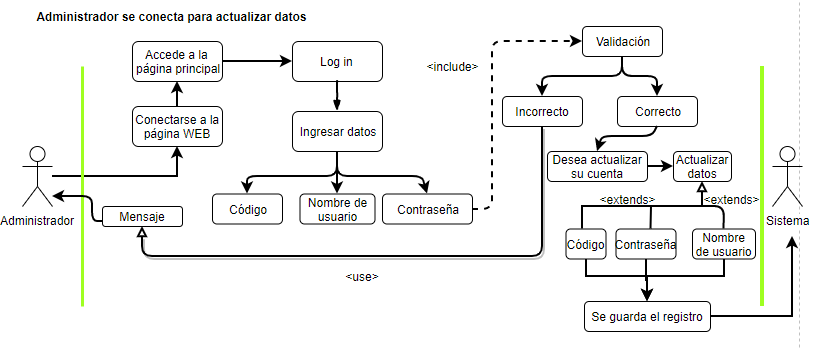 Administrador se conecta para actualizar datos
Accede a la
página principal
Log in
<include>
Validación
Conectarse a la
página WEB
Ingresar datos
Incorrecto
Correcto
Desea actualizar
su cuenta
Actualizar
datos
Administrador
Mensaje
Código
Nombre de
usuario
Contraseña
<extends>
<extends>
Sistema
Código
Contraseña
Nombre
de usuario
<use>
Se guarda el registro